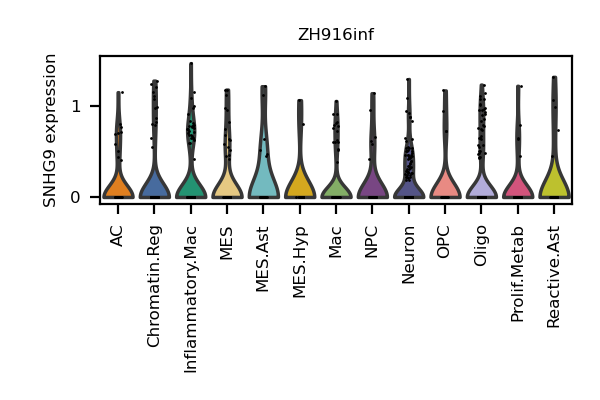 ZH916inf
SNHG9 expression
1
0
AC
Chromatin.Reg
Inflammatory.Mac
MES
MES.Ast
MES.Hyp
Mac
NPC
Neuron
OPC
Oligo
Prolif.Metab
Reactive.Ast